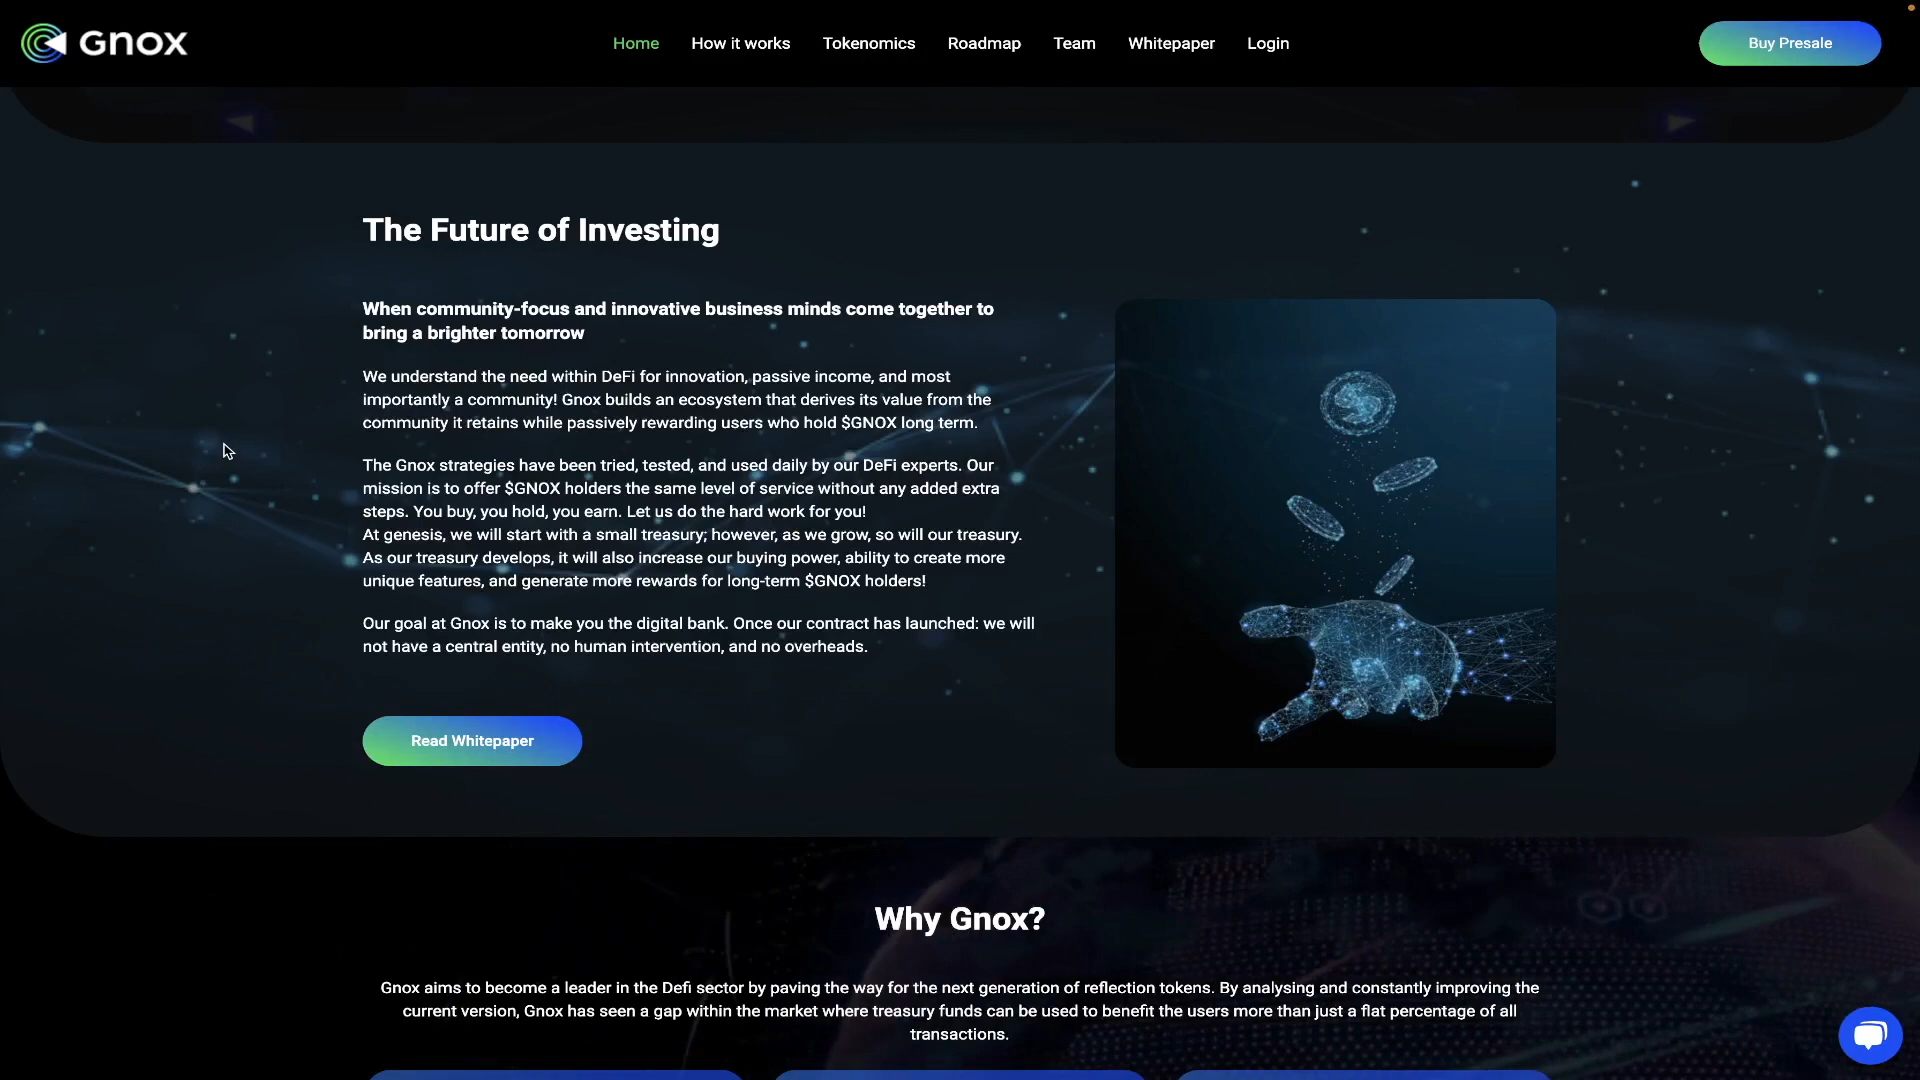 Gnox
Home How it works Tokenomics Roadmap Team Whitepaper Login
Buy Presale
The Future of Investing
When community-focus and innovative business minds come together to
bring a brighter tomorrow
We understand the need within DeFi for innovation, passive income, and most
importantly a community! Gnox builds an ecosystem that derives its value from the
community it retains while passively rewarding users who hold $GNOX long term.
The Gnox strategies have been tried, tested, and used daily by our DeFi experts. Our
mission is to offer $GNOX holders the same level of service without any added extra
steps. You buy, you hold, you earn. Let us do the hard work for you!
At genesis, we will start with a small treasury; however, as we grow, so will our treasury.
As our treasury develops, it will also increase our buying power, ability to create more
unique features, and generate more rewards for long-term $GNOX holders!
Our goal at Gnox is to make you the digital bank. Once our contract has launched: we will
not have a central entity, no human intervention, and no overheads.
Read Whitepaper
Why Gnox?
Gnox aims to become a leader in the Defi sector by paving the way for the next generation of reflection tokens. By analysing and constantly improving the
current version, Gnox has seen a gap within the market where treasury funds can be used to benefit the users more than just a flat percentage of all
transactions.